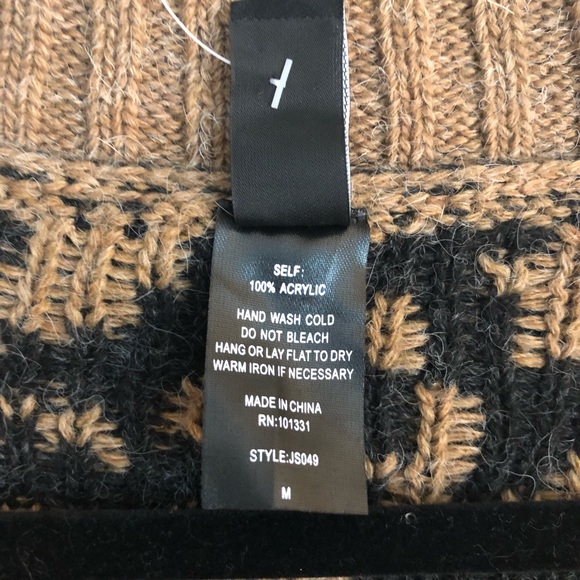 SELF:
100% ACRYLIC
HAND WASH COLD
DO NOT BLEACH
HANG OR LAY FLAT TO DRY
WARM IRON IF NECESSARY
MADE IN CHINA
RN:101331
STYLE:JS049
M